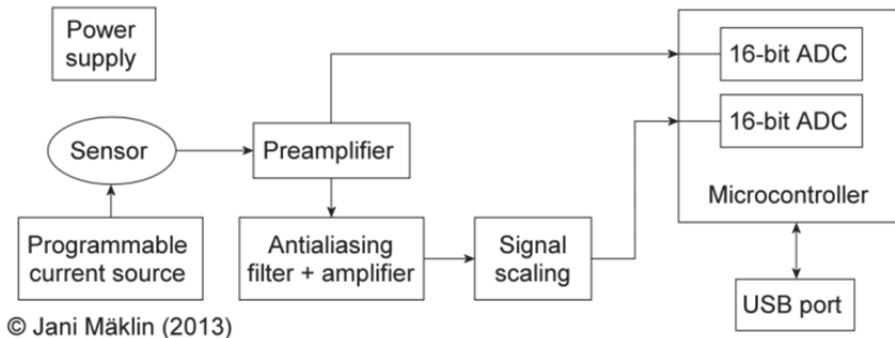 Power
supply
16-bit ADC
16-bit ADC
Microcontroller
Sensor
Preamplifier
Programmable
current source
Antialiasing
filter + amplifier
Signal
scaling
USB port
© Jani Mäklin (2013)